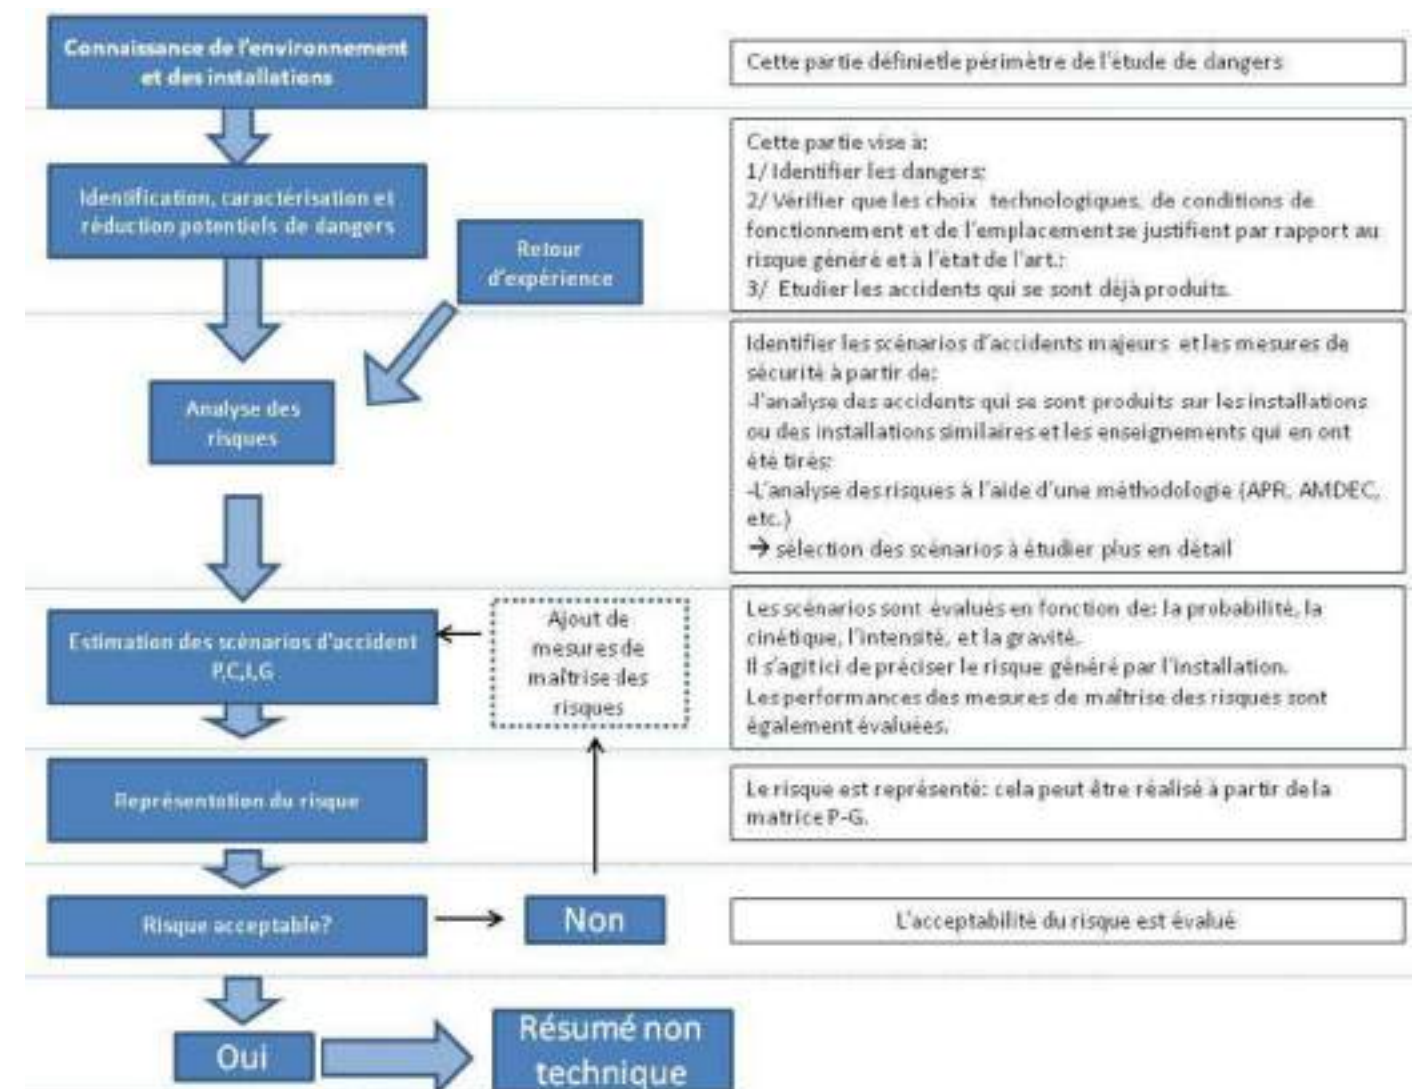 Connaissance de l'environnement
et des installations
Cette partie définietle périmètre de l'étude de dangers
Identification, caractérisation et
réduction potentiels de dangers
Retour
d'expérience
Cette partie vise à:
1/ Identifier les dangers;
2/ Vérifier que les choix technologiques, de conditions de
fonctionnement et de l'emplacement se justifient par rapport au
risque généré et à l'état de l'art.;
3/ Etudier les accidents qui se sont déjà produits.
Analyse des
risques
Identifier les scénarios d'accidents majeurs et les mesures de
sécurité à partir de:
-l'analyse des accidents qui se sont produits sur les installations
ou des installations similaires et les enseignements qui en ont
été tirés;
-L'analyse des risques à l'aide d'une méthodologie (APR, AMDEC,
etc.)
→ sélection des scénarios à étudier plus en détail
Estimation des scénarios d'accident
P,C,I,G
Ajout de
mesures de
maîtrise des
risques
Les scénarios sont évalués en fonction de: la probabilité, la
cinétique, l'intensité, et la gravité.
Il s'agit ici de préciser le risque généré par l'installation.
Les performances des mesures de maîtrise des risques sont
également évaluées.
Représentation du risque
Le risque est représenté: cela peut être réalisé à partir de la
matrice P-G.
Risque acceptable?
Non
L'acceptabilité du risque est évalué
Oui
Résumé non
technique